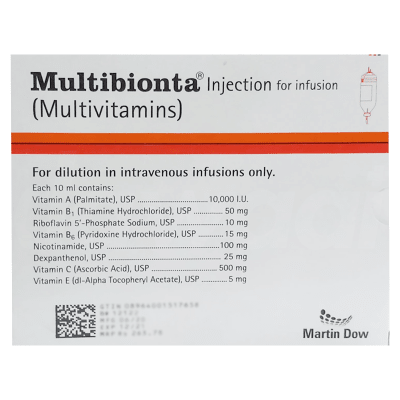 Multibionta® Injection for infusion
(Multivitamins)
For dilution in intravenous infusions only.
Each 10 ml contains:
Vitamin A (Palmitate), USP ........................ 10,000 I.U.
Vitamin B1 (Thiamine Hydrochloride), USP ............ 50 mg
Riboflavin 5'-Phosphate Sodium, USP .................. 10 mg
Vitamin B6 (Pyridoxine Hydrochloride), USP ........... 15 mg
Nicotinamide, USP ................................... 100 mg
Dexpanthenol, USP .................................... 25 mg
Vitamin C (Ascorbic Acid), USP ...................... 500 mg
Vitamin E (dl-Alpha Tocopheryl Acetate), USP .......... 5 mg
Martin Dow